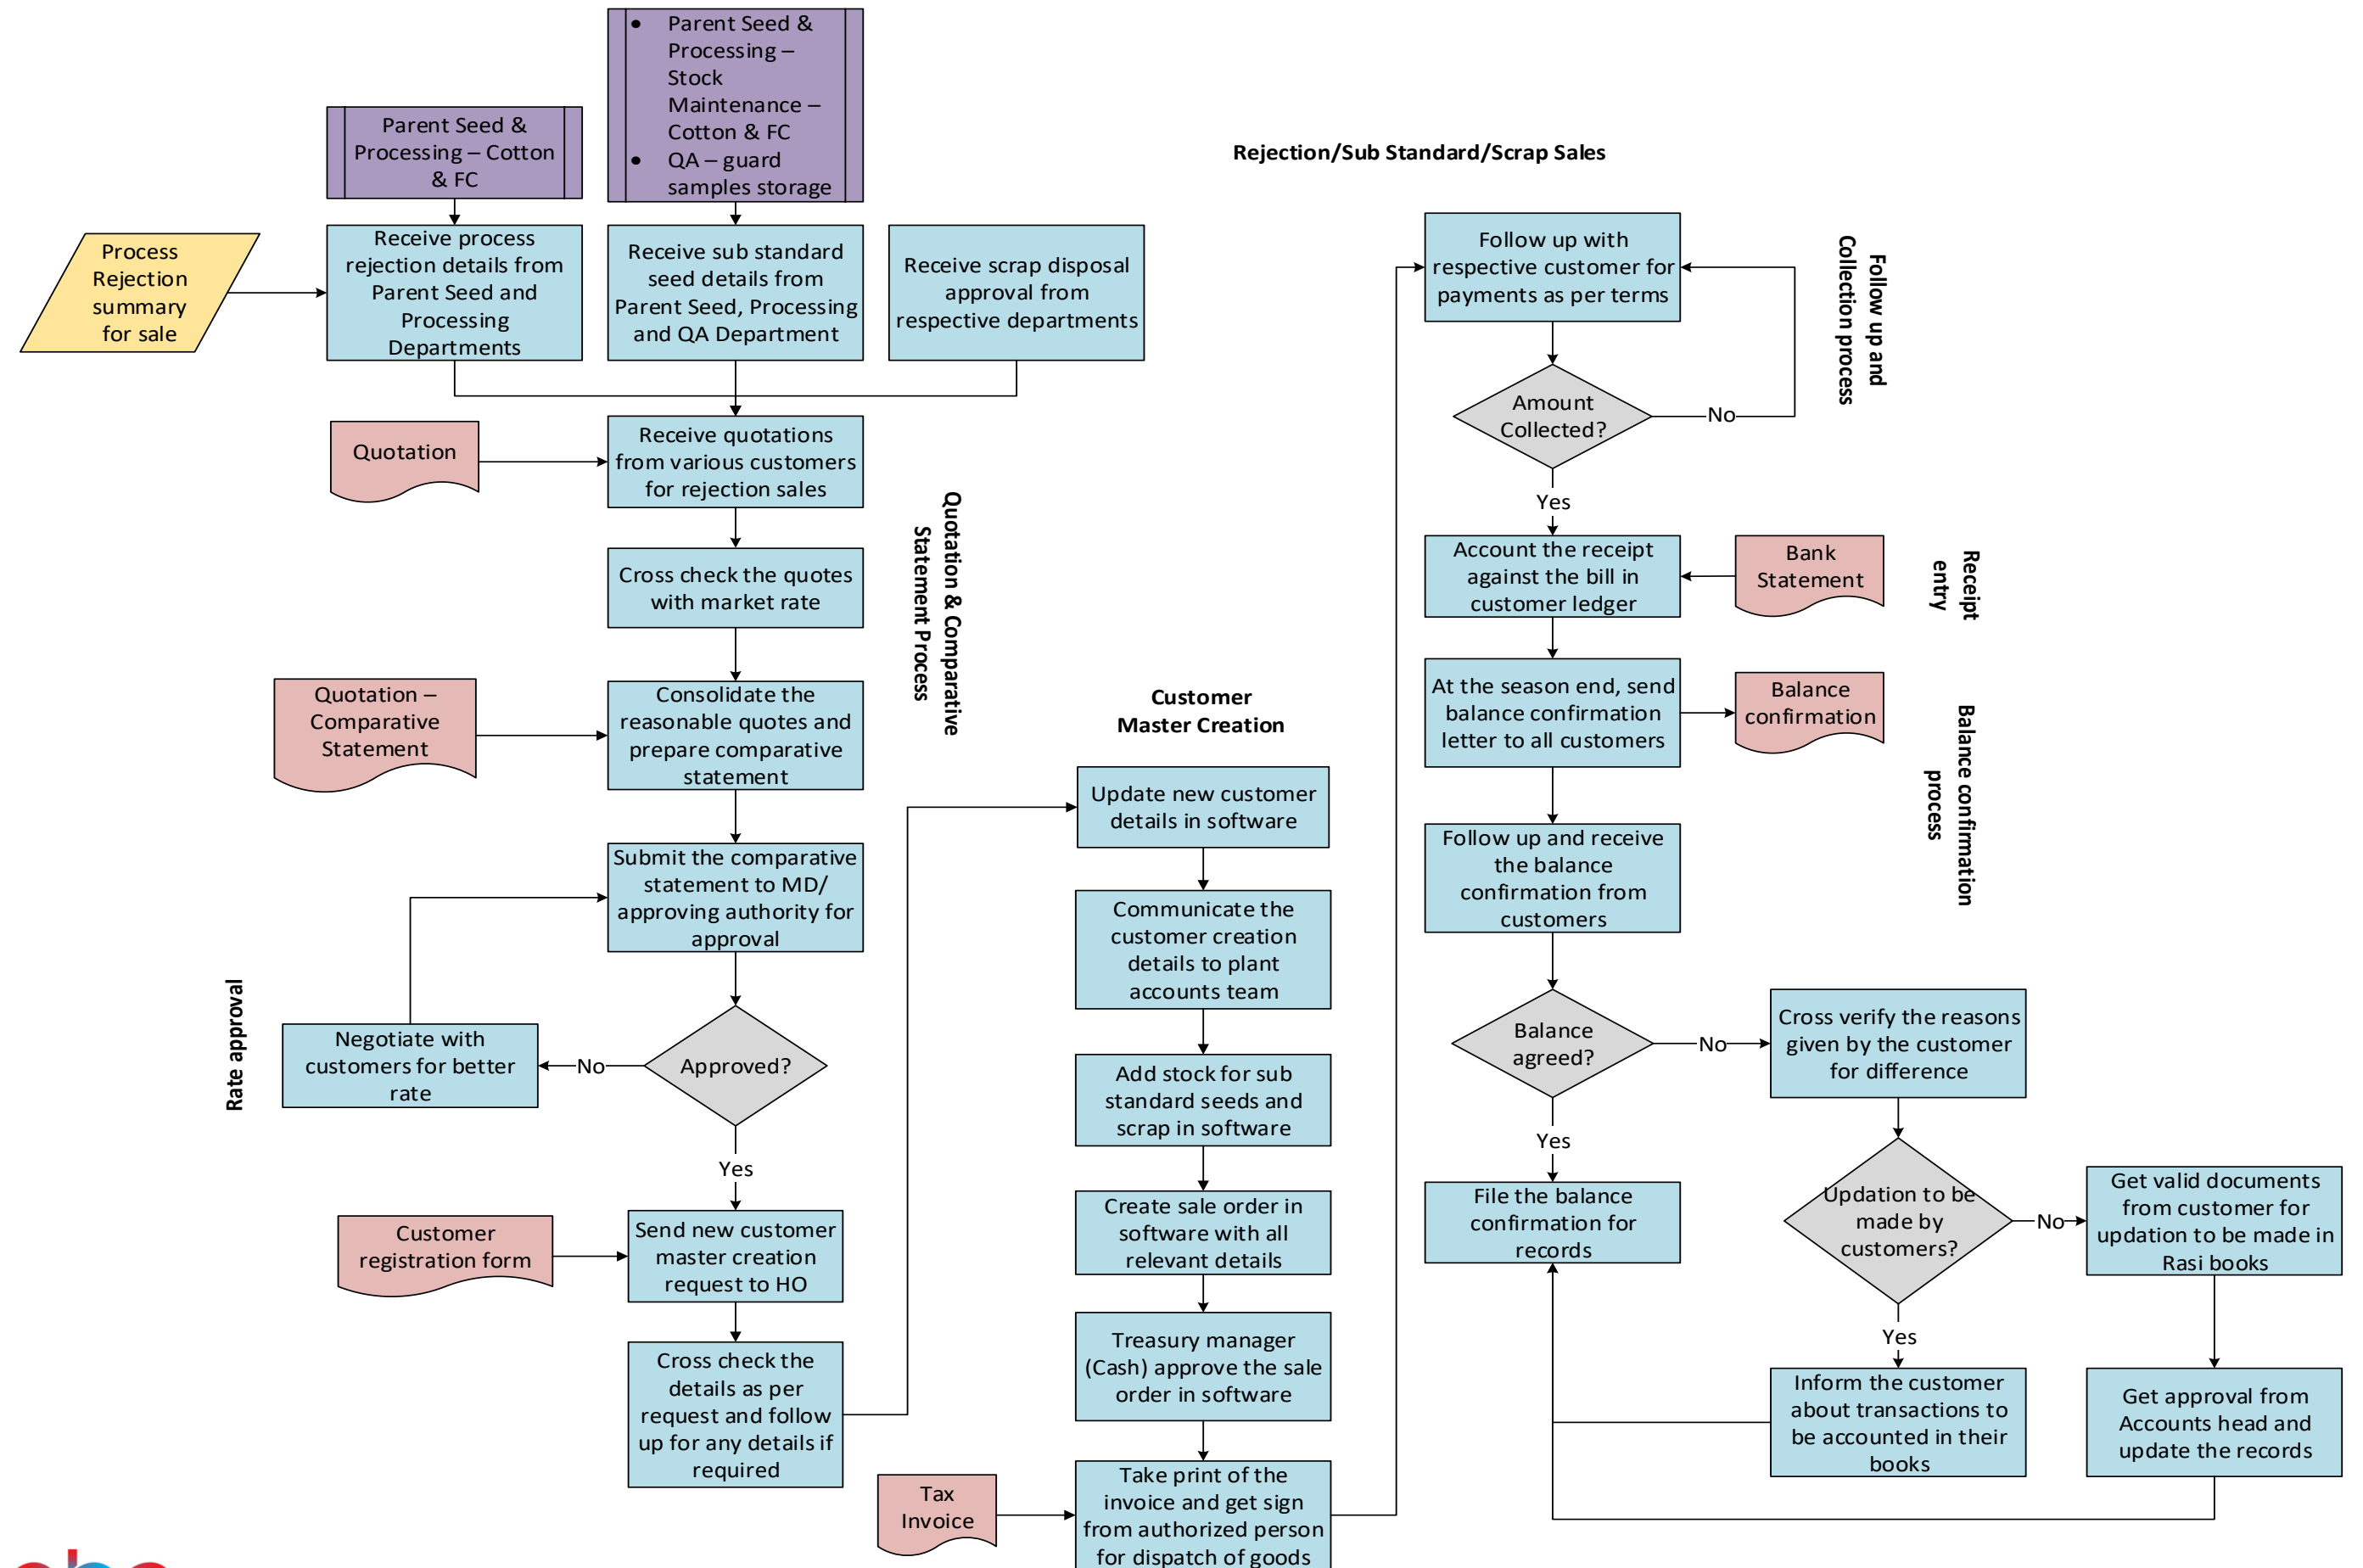 Rejection/Sub Standard/Scrap Sales
Parent Seed &
Processing – Cotton
& FC
• Parent Seed &
Processing –
Stock
Maintenance –
Cotton & FC
• QA – guard
samples storage
Process
Rejection
summary
for sale
Receive process
rejection details from
Parent Seed and
Processing
Departments
Receive sub standard
seed details from
Parent Seed, Processing
and QA Department
Receive scrap disposal
approval from
respective departments
Quotation
Receive quotations
from various customers
for rejection sales
Quotation & Comparative
Statement Process
Cross check the quotes
with market rate
Quotation –
Comparative
Statement
Consolidate the
reasonable quotes and
prepare comparative
statement
Submit the comparative
statement to MD/
approving authority for
approval
Rate approval
Negotiate with
customers for better
rate
No
Approved?
Yes
Customer
registration form
Send new customer
master creation
request to HO
Cross check the
details as per
request and follow
up for any details if
required
Customer
Master Creation
Update new customer
details in software
Communicate the
customer creation
details to plant
accounts team
Add stock for sub
standard seeds and
scrap in software
Create sale order in
software with all
relevant details
Treasury manager
(Cash) approve the sale
order in software
Tax
Invoice
Take print of the
invoice and get sign
from authorized person
for dispatch of goods
Follow up with
respective customer for
payments as per terms
Follow up and
Collection process
Amount
Collected?
No
Yes
Account the receipt
against the bill in
customer ledger
Bank
Statement
Receipt
entry
At the season end, send
balance confirmation
letter to all customers
Balance
confirmation
Balance confirmation
process
Follow up and receive
the balance
confirmation from
customers
Balance
agreed?
No
Cross verify the reasons
given by the customer
for difference
Yes
File the balance
confirmation for
records
Updation to be
made by
customers?
No
Get valid documents
from customer for
updation to be made in
Rasi books
Yes
Inform the customer
about transactions to
be accounted in their
books
Get approval from
Accounts head and
update the records